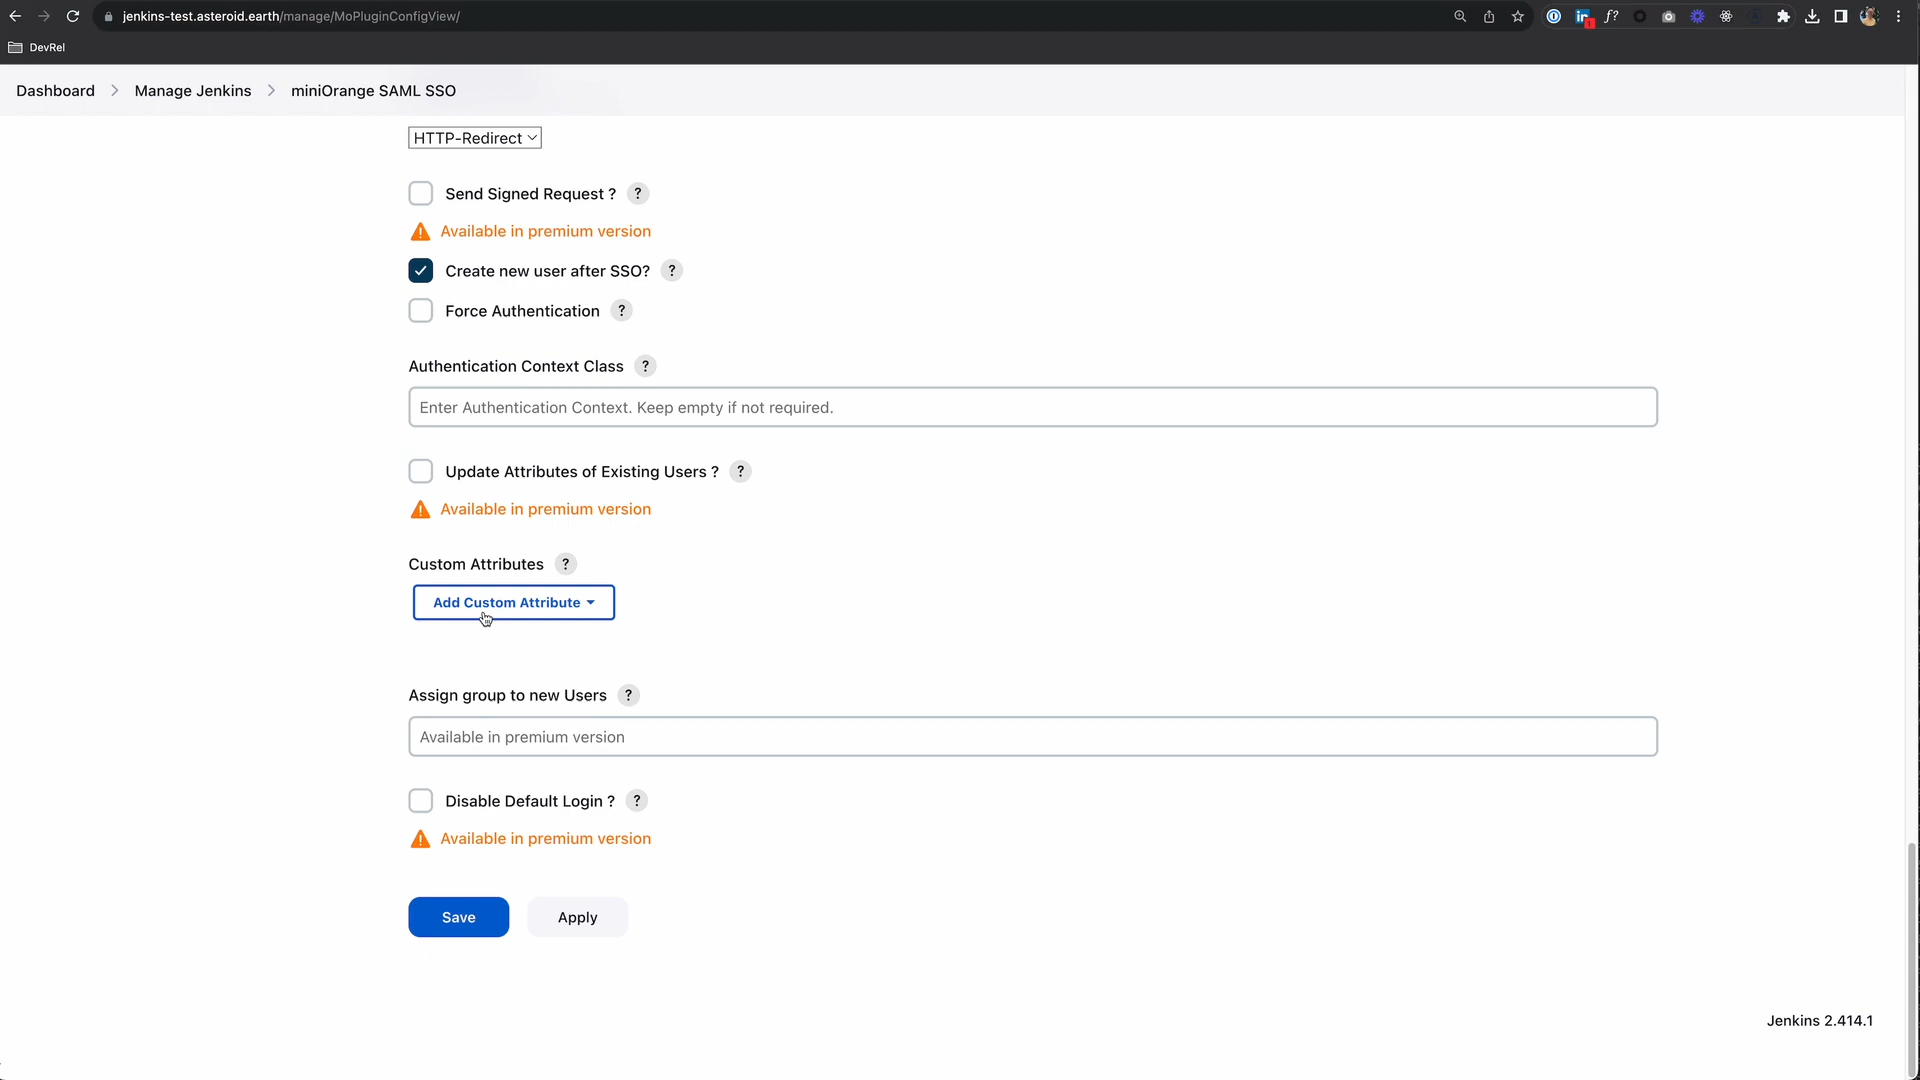 jenkins-test.asteroid.earth/manage/MoPluginConfigView/
DevRel
Dashboard > Manage Jenkins > miniOrange SAML SSO
HTTP-Redirect
Send Signed Request ? ?
Available in premium version
Create new user after SSO? ?
Force Authentication ?
Authentication Context Class ?
Enter Authentication Context. Keep empty if not required.
Update Attributes of Existing Users ? ?
Available in premium version
Custom Attributes ?
Add Custom Attribute
Assign group to new Users ?
Available in premium version
Disable Default Login ? ?
Available in premium version
Save Apply
Jenkins 2.414.1